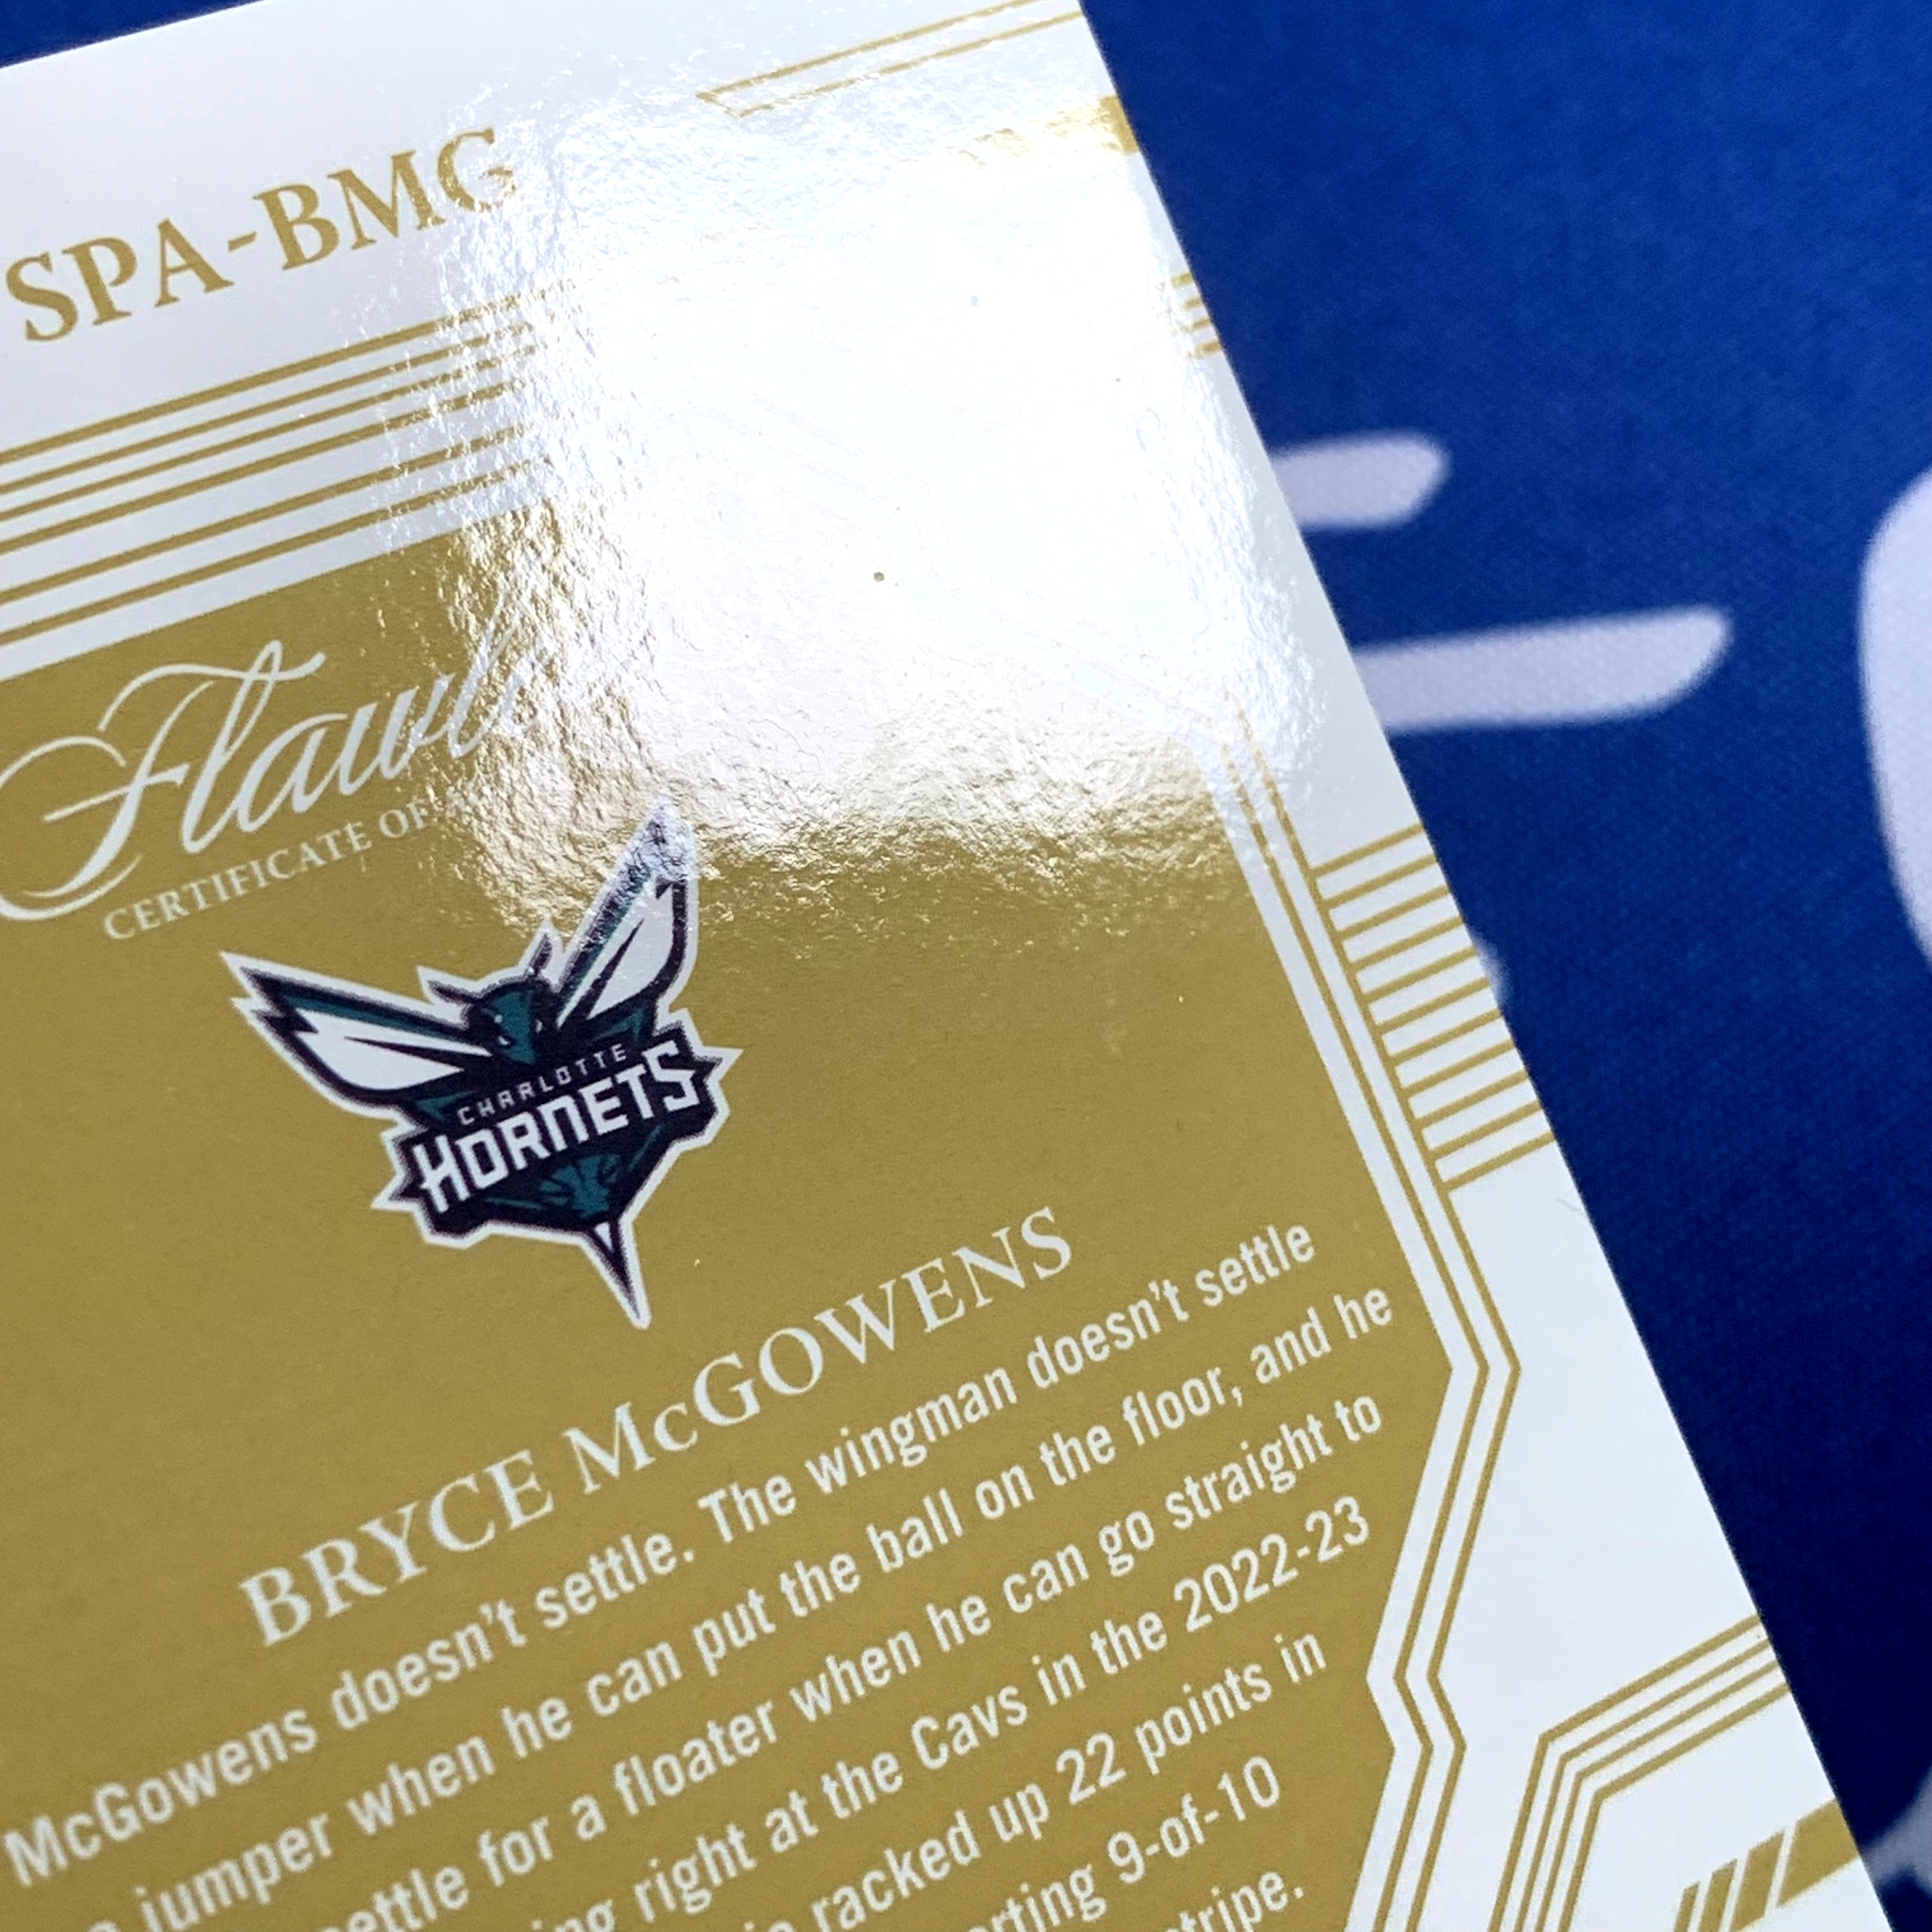 SPA-BMG
Flawl
CERTIFICATE OF
CHARLOTTE
HORNETS
BRYCE McGOWENS
McGowens doesn't settle. The wingman doesn't settle
jumper when he can put the ball on the floor, and he
settle for a floater when he can go straight to
right at the Cavs in the 2022-23
racked up 22 points in
9-of-10